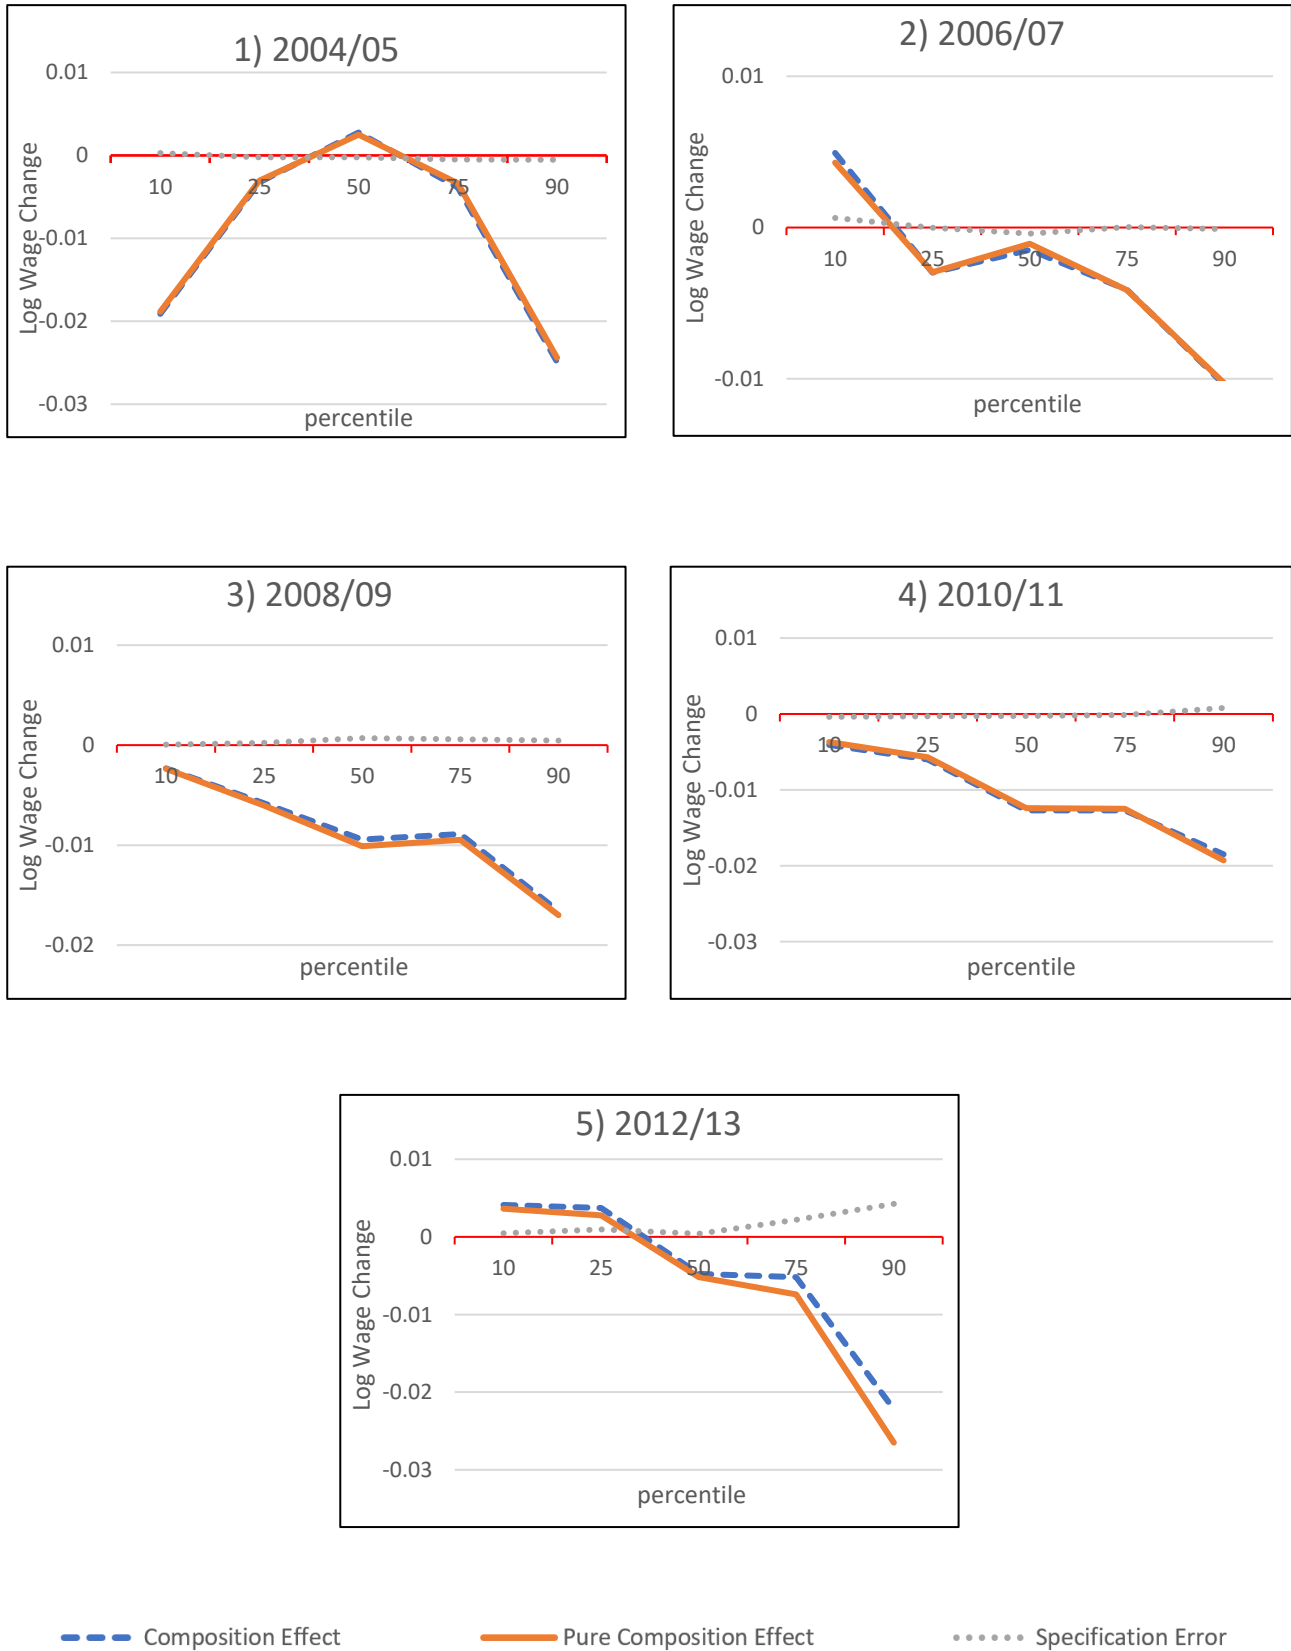 1) 2004/05
0.01
0
-0.01
-0.02
-0.03
10 25 50 75 90
Log Wage Change
percentile
2) 2006/07
0.01
0
-0.01
10 25 50 75 90
Log Wage Change
percentile
3) 2008/09
0.01
0
-0.01
-0.02
10 25 50 75 90
Log Wage Change
percentile
4) 2010/11
0.01
0
-0.01
-0.02
-0.03
10 25 50 75 90
Log Wage Change
percentile
5) 2012/13
0.01
0
-0.01
-0.02
-0.03
10 25 50 75 90
Log Wage Change
percentile
Composition Effect Pure Composition Effect Specification Error